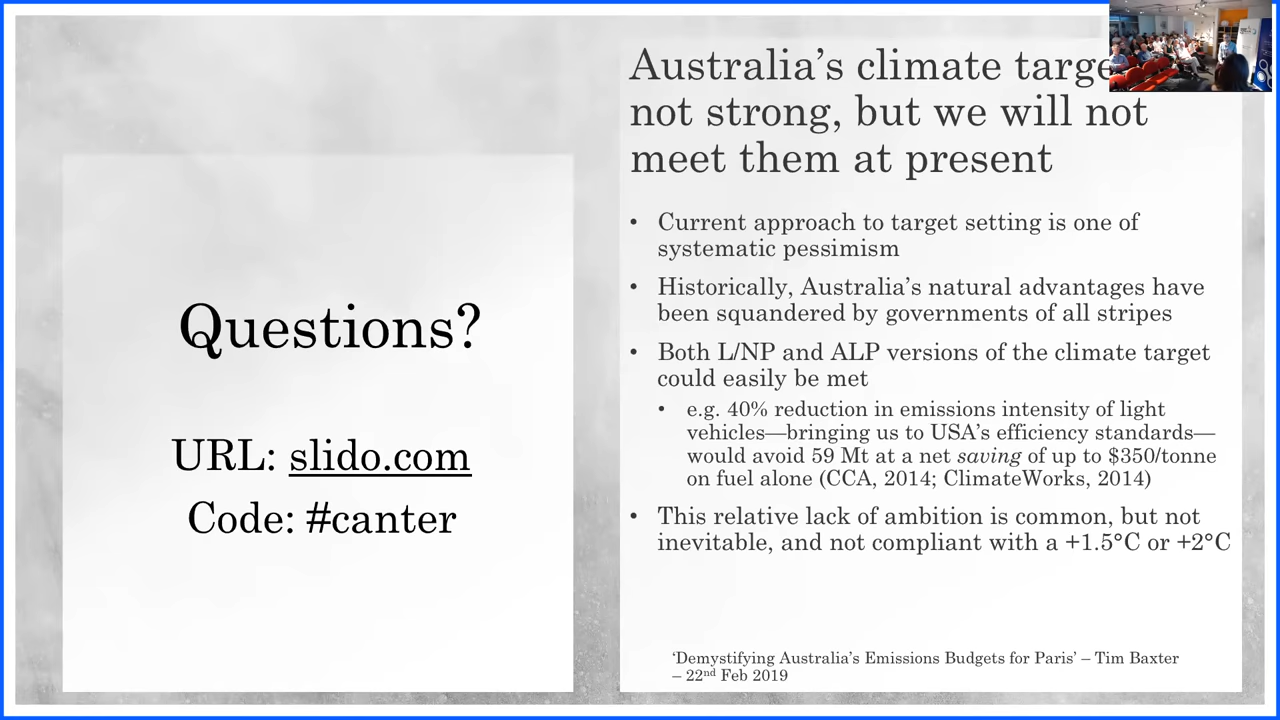 Questions?
URL: slido.com
Code: #canter
Australia's climate
not strong, but we will not
meet them at present
• Current approach to target setting is one of
systematic pessimism
• Historically, Australia's natural advantages have
been squandered by governments of all stripes
• Both L/NP and ALP versions of the climate target
could easily be met
• e.g. 40% reduction in emissions intensity of light
vehicles—bringing us to USA's efficiency standards—
would avoid 59 Mt at a net saving of up to $350/tonne
on fuel alone (CCA, 2014; ClimateWorks, 2014)
• This relative lack of ambition is common, but not
inevitable, and not compliant with a +1.5°C or +2°C
‘Demystifying Australia’s Emissions Budgets for Paris’ – Tim Baxter
– 22nd Feb 2019